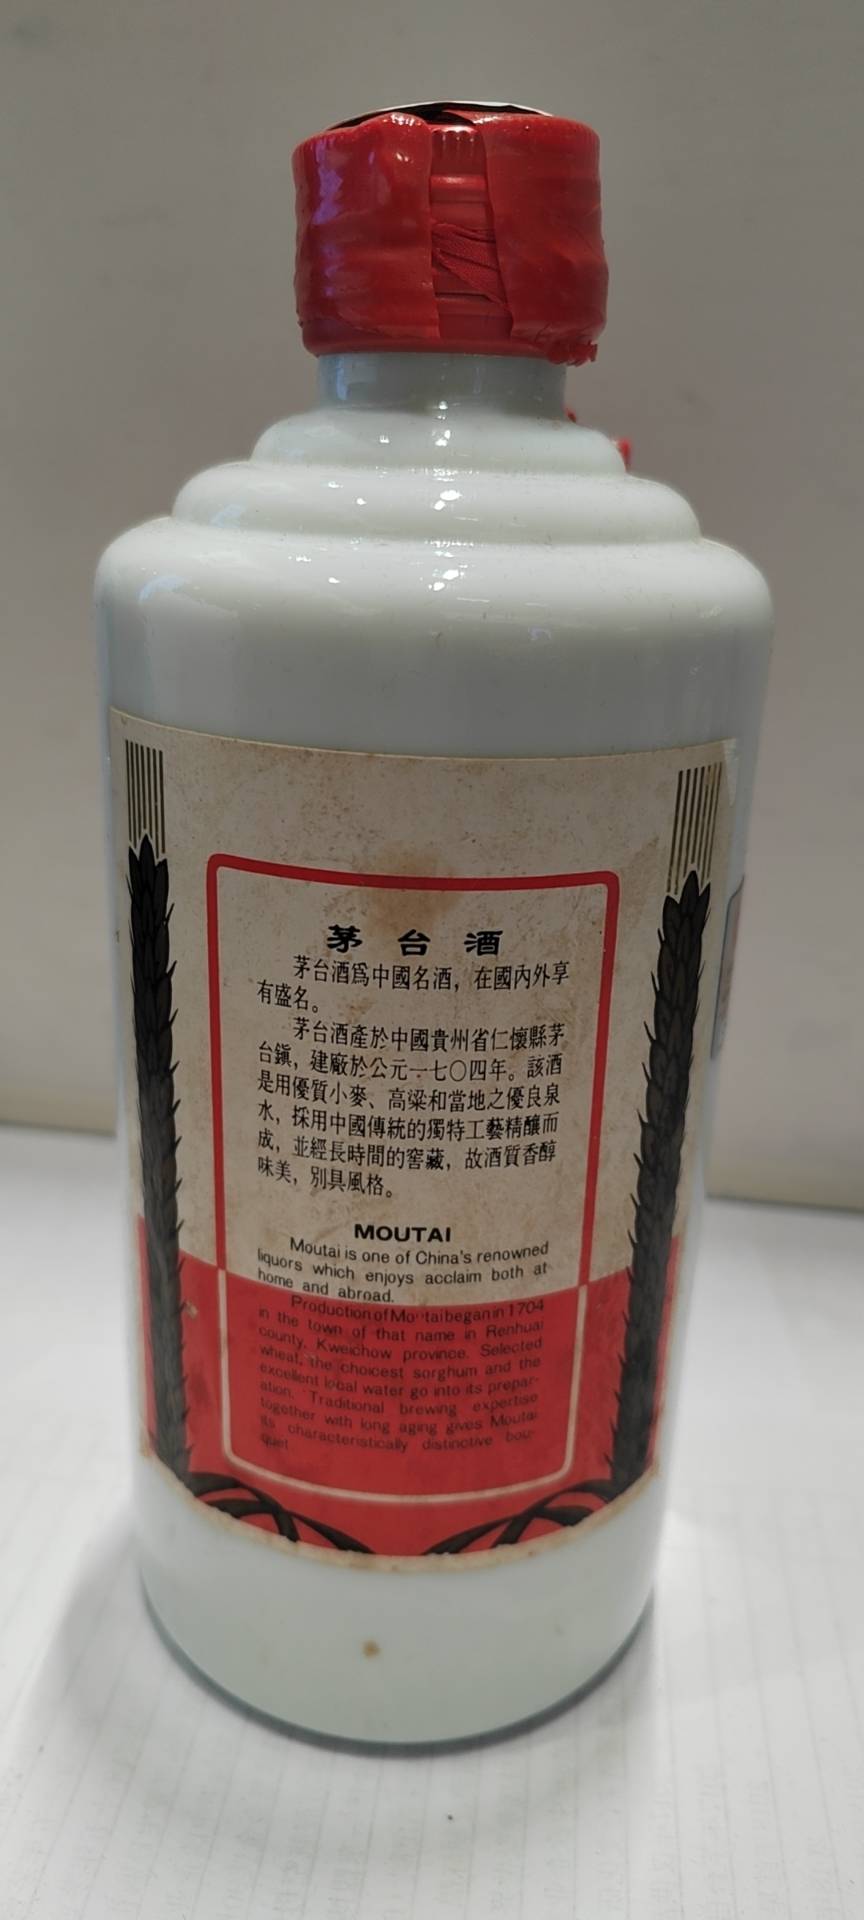 茅台酒
茅台酒爲中國名酒，在國內外享
有盛名。
茅台酒產於中國貴州省仁懷縣茅
台鎭，建廠於公元一七〇四年。該酒
是用優質小麥、高粱和當地之優良泉
水，採用中國傳統的獨特工藝精釀而
成，並經長時間的窖藏，故酒質香醇
味美，別具風格。
MOUTAI
Moutai is one of China's renowned
liquors which enjoys acclaim both at
home and abroad.
Production of Moutai began in 1704
in the town of that name in Renhuai
county, Kweichow province. Selected
wheat, the choicest sorghum and the
excellent local water go into its prepar-
ation. Traditional brewing expertise
together with long aging gives Moutai
its characteristically distinctive bou-
quet